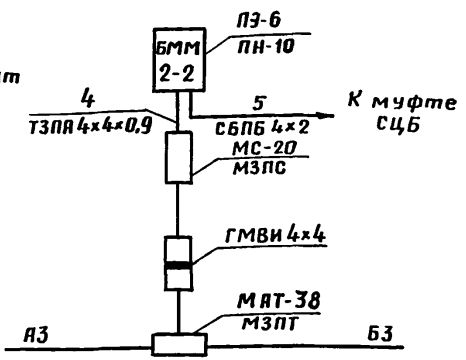 ПЭ-6
ПН-10
БММ
2-2
4
ТЗПА 4×4×0,9
5
СБПБ 4×2
К муфте
СЦБ
МС-20
МЗПС
ГМВИ 4×4
МАТ-38
МЗПТ
АЗ
БЗ